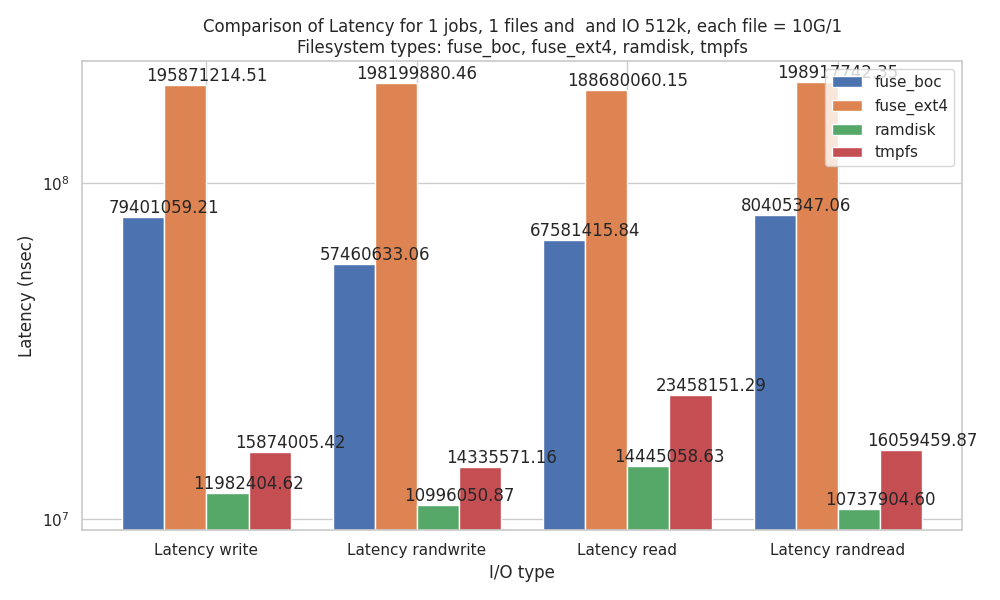 Comparison of Latency for 1 jobs, 1 files and  and IO 512k, each file = 10G/1
Filesystem types: fuse_boc, fuse_ext4, ramdisk, tmpfs
195871214.51
198199880.46
188680060.15
198917742.35
fuse_boc
fuse_ext4
ramdisk
tmpfs
10⁸
79401059.21
57460633.06
67581415.84
80405347.06
Latency (nsec)
15874005.42
11982404.62
14335571.16
10996050.87
23458151.29
14445058.63
16059459.87
10737904.60
10⁷
Latency write
Latency randwrite
Latency read
Latency randread
I/O type